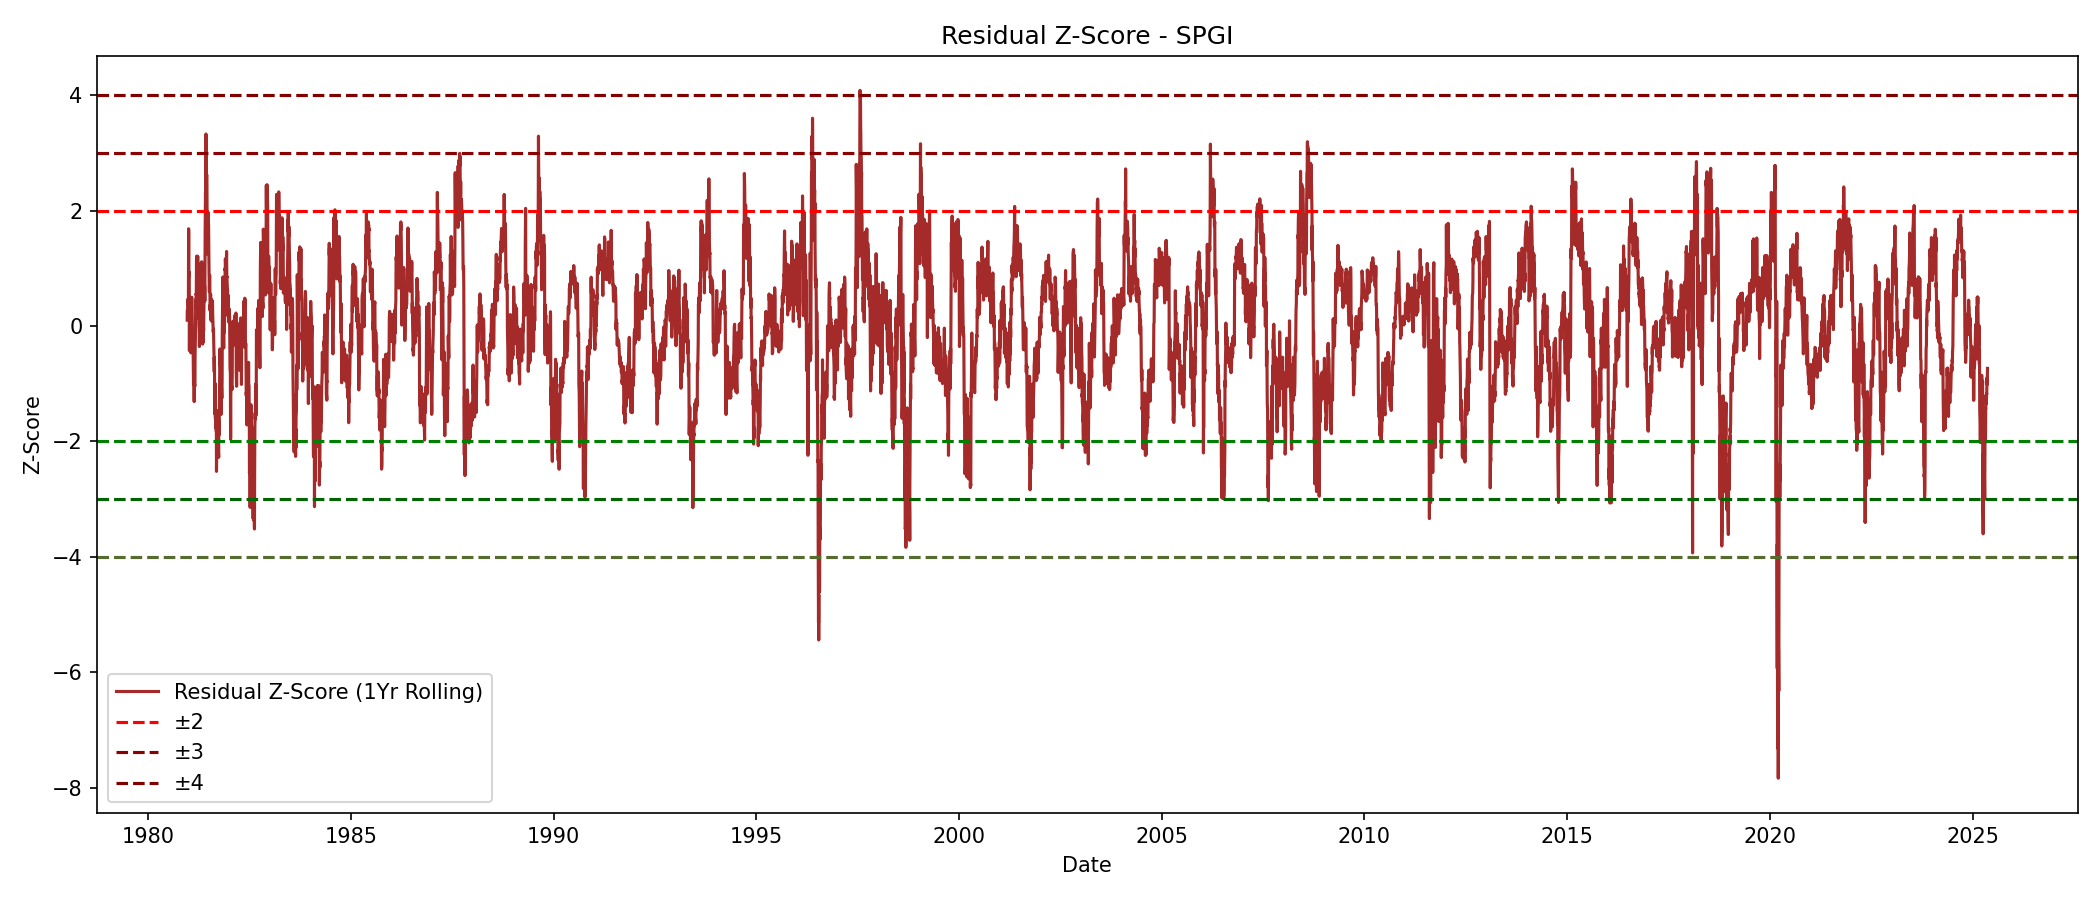 Residual Z-Score - SPGI
Z-Score
4
2
0
−2
−4
−6
−8
Residual Z-Score (1Yr Rolling)
±2
±3
±4
1980 1985 1990 1995 2000 2005 2010 2015 2020 2025
Date